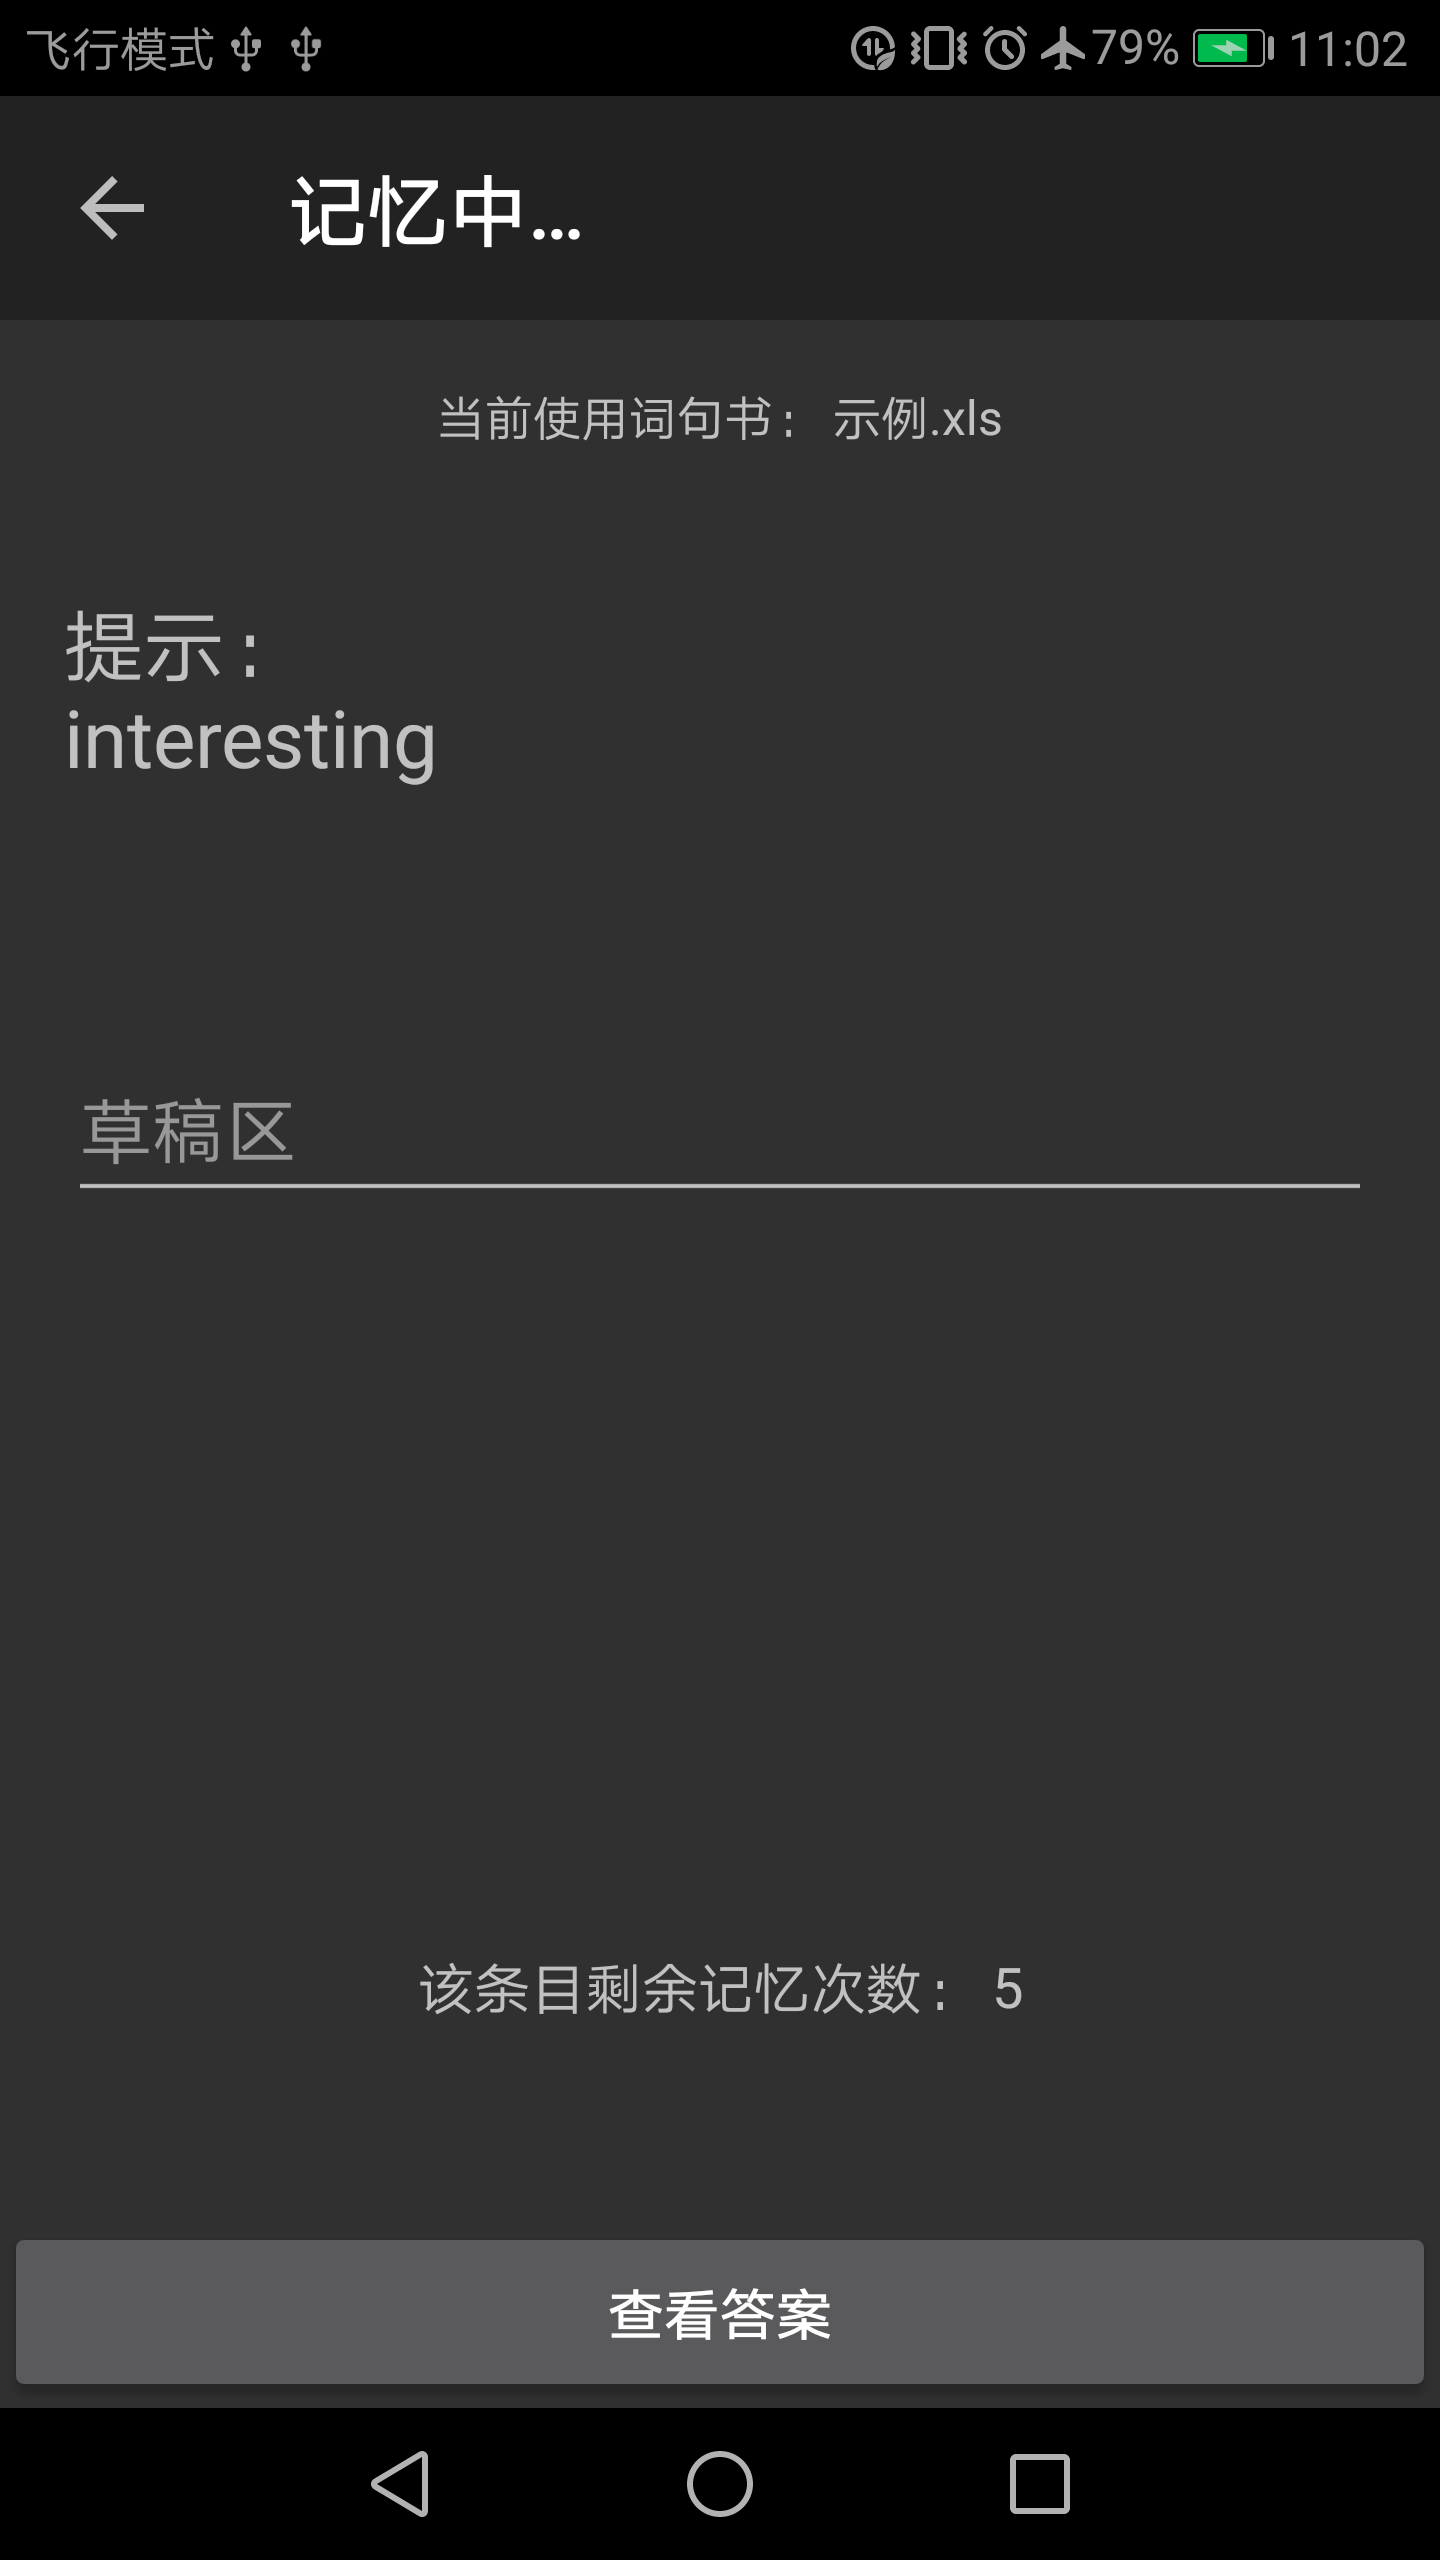 飞行模式 79% 11:02
记忆中...
当前使用词句书： 示例.xls
提示：
interesting
草稿区
该条目剩余记忆次数： 5
查看答案